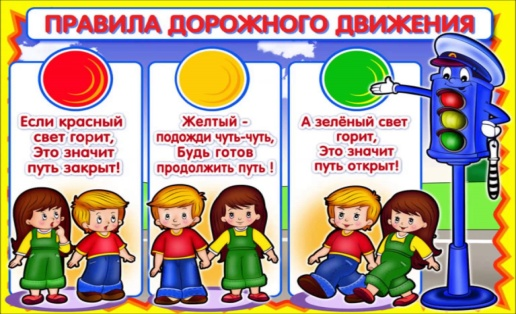 ПРАВИЛА ДОРОЖНОГО ДВИЖЕНИЯ
Если красный
свет горит,
Это значит
путь закрыт!
Желтый -
подожди чуть-чуть,
Будь готов
продолжить путь !
А зелёный свет
горит,
Это значит
путь открыт!